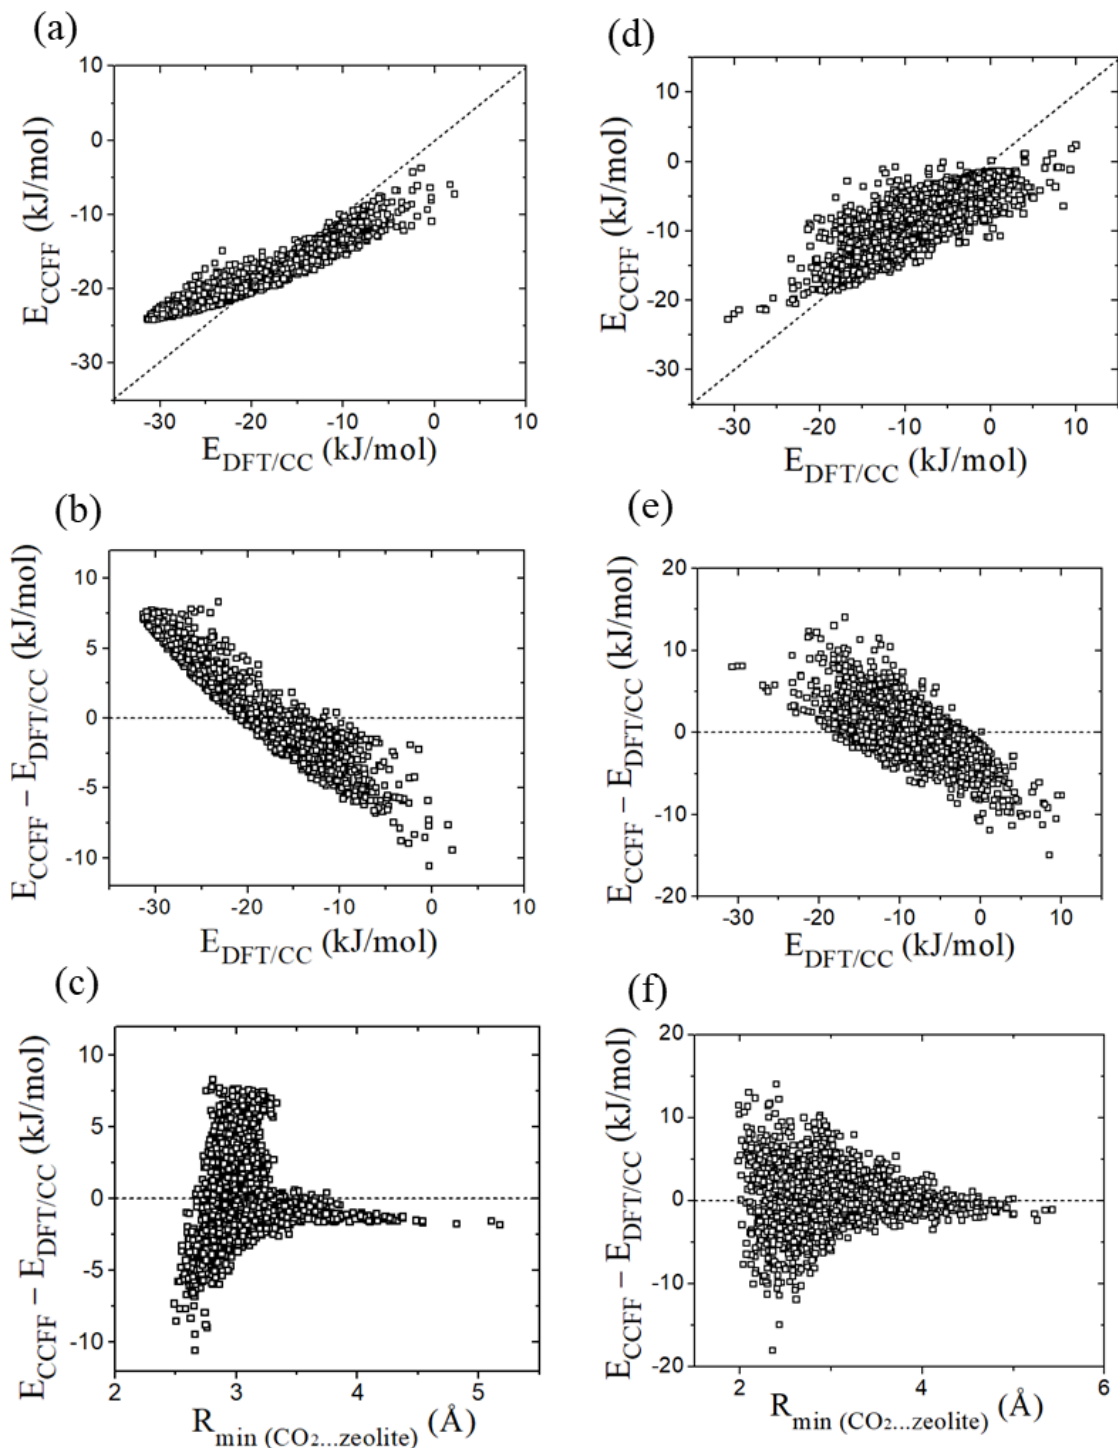 (a)
10
0
-10
-20
-30
-30 -20 -10 0 10
E_CCFF (kJ/mol)
E_DFT/CC (kJ/mol)
(d)
10
0
-10
-20
-30
-30 -20 -10 0 10
E_CCFF (kJ/mol)
E_DFT/CC (kJ/mol)
(b)
10
5
0
-5
-10
-30 -20 -10 0 10
E_CCFF – E_DFT/CC (kJ/mol)
E_DFT/CC (kJ/mol)
(e)
20
10
0
-10
-20
-30 -20 -10 0 10
E_CCFF – E_DFT/CC (kJ/mol)
E_DFT/CC (kJ/mol)
(c)
10
5
0
-5
-10
2 3 4 5
E_CCFF – E_DFT/CC (kJ/mol)
R_min (CO₂...zeolite) (Å)
(f)
20
10
0
-10
-20
2 4 6
E_CCFF – E_DFT/CC (kJ/mol)
R_min (CO₂...zeolite) (Å)